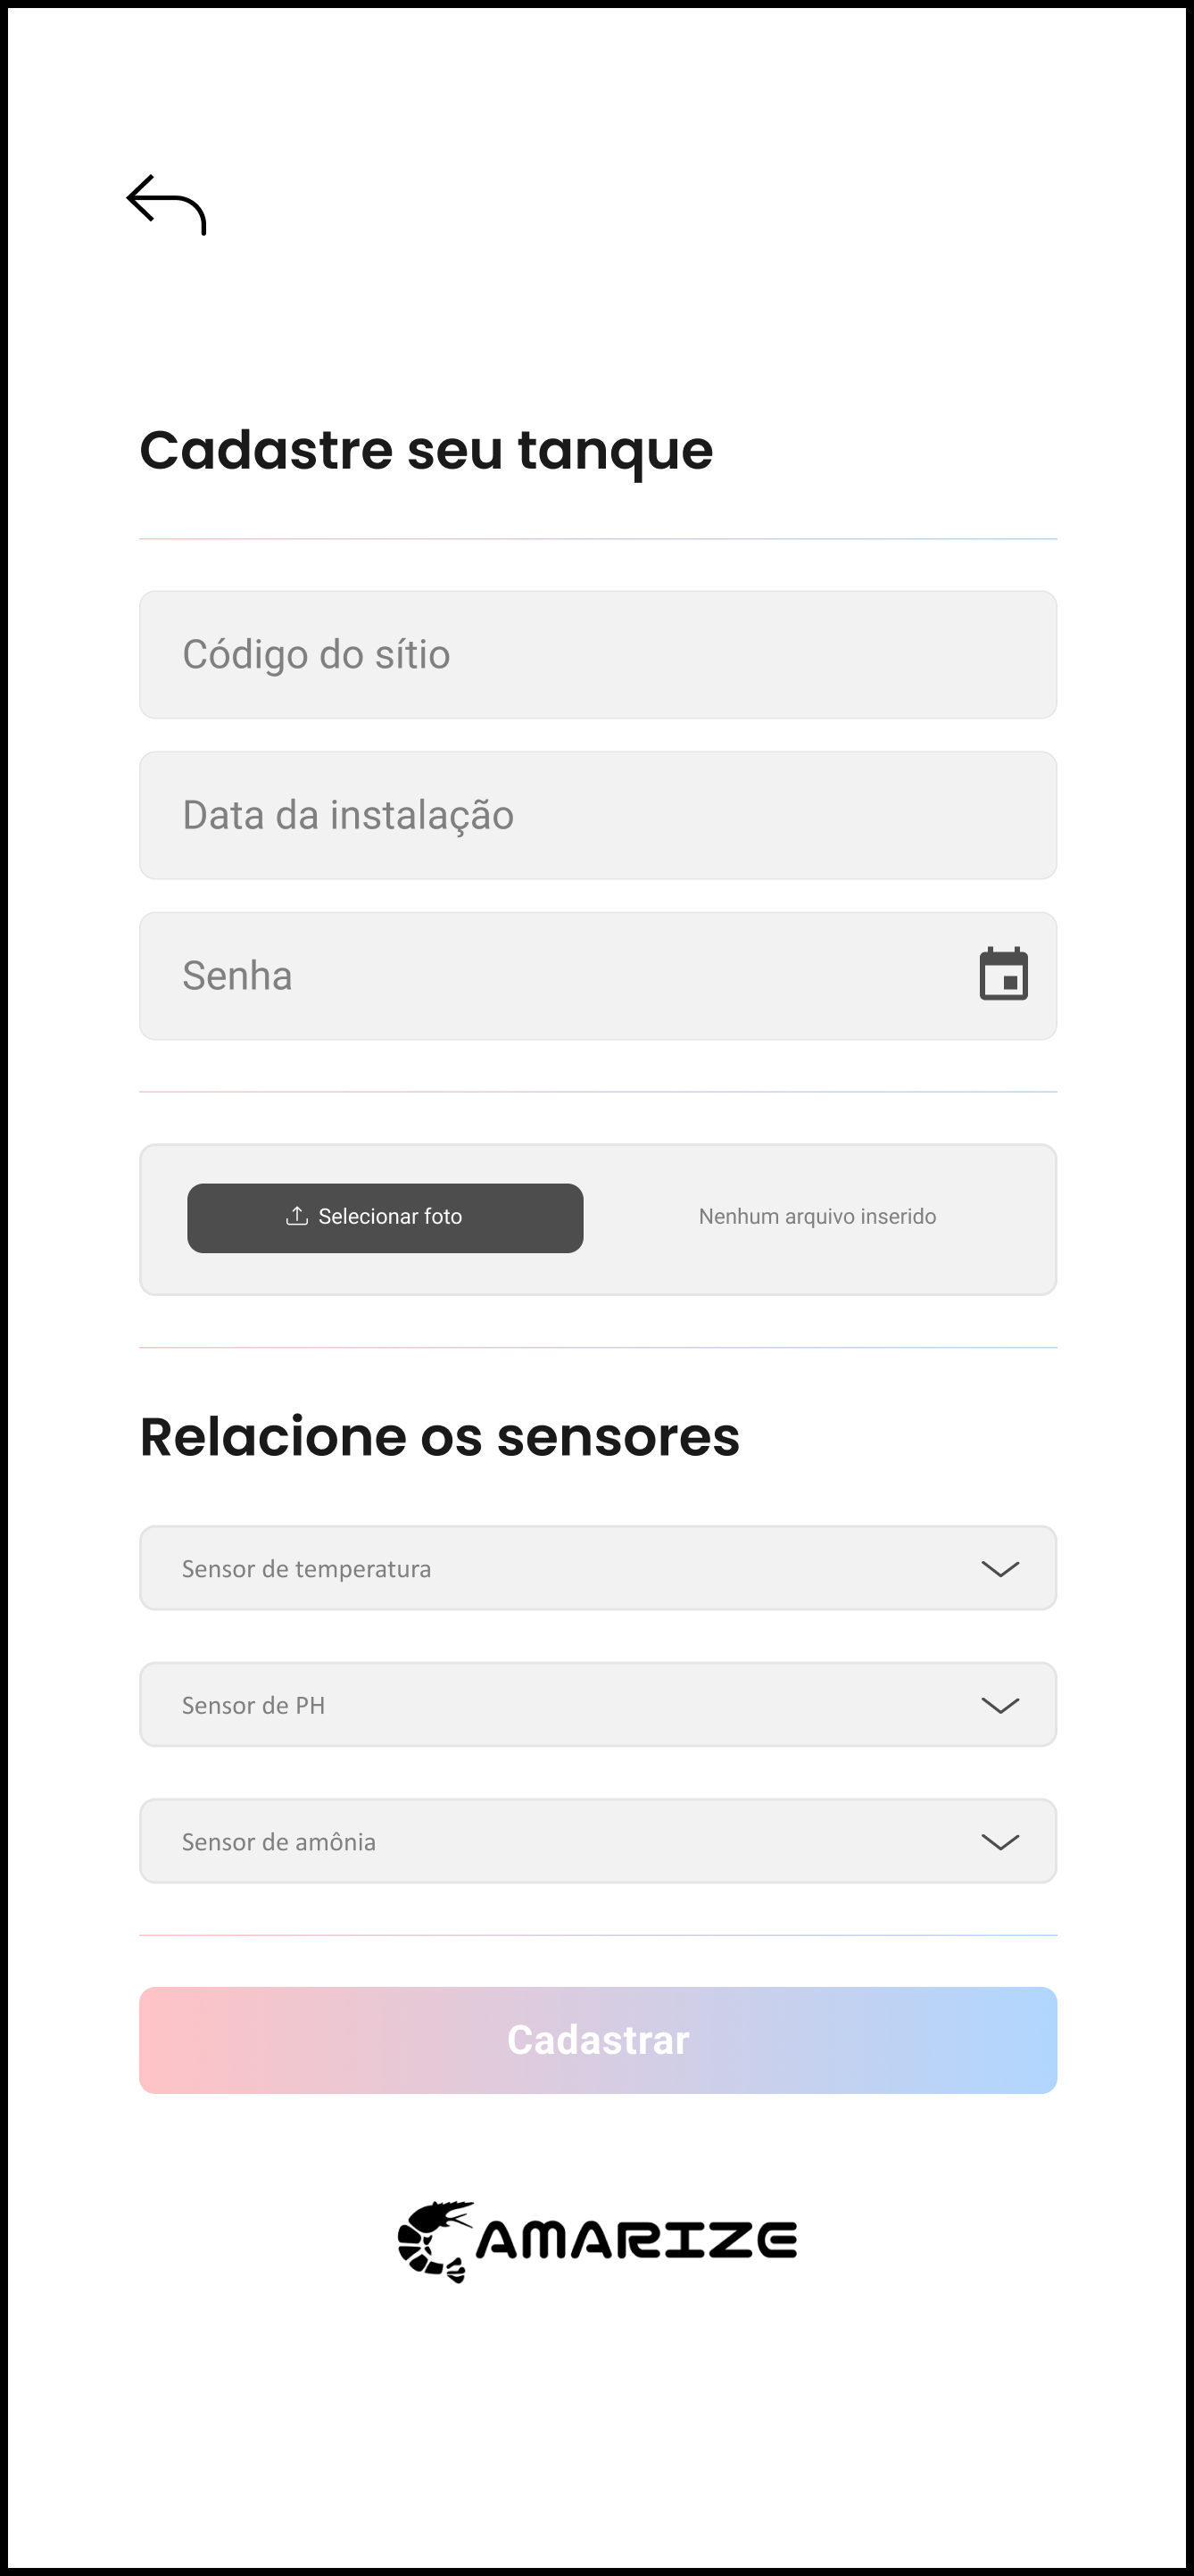 Cadastre seu tanque
Código do sítio
Data da instalação
Senha
Selecionar foto
Nenhum arquivo inserido
Relacione os sensores
Sensor de temperatura
Sensor de PH
Sensor de amônia
Cadastrar
CAMARIZE